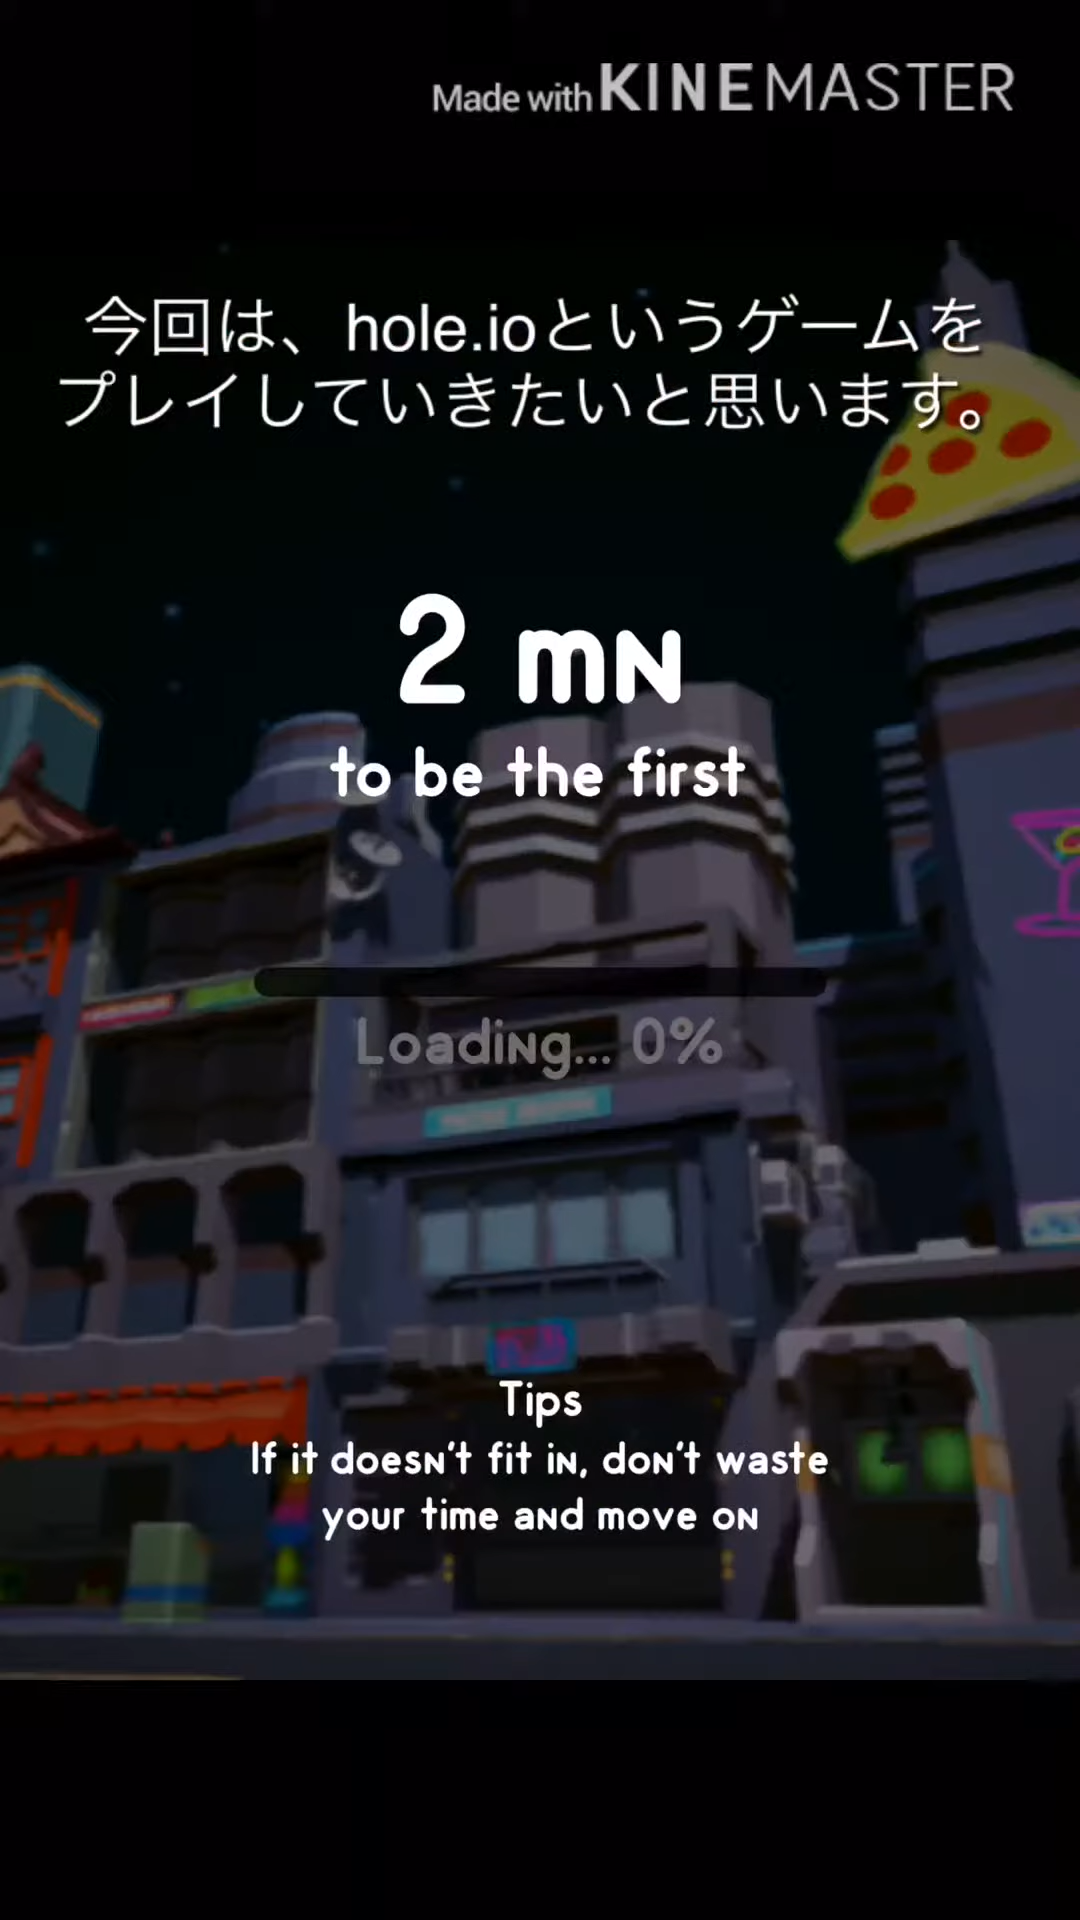 Made with KINEMASTER
今回は、hole.ioというゲームを
プレイしていきたいと思います。
2 mn
to be the first
Loading... 0%
Tips
If it doesn't fit in, don't waste
your time and move on